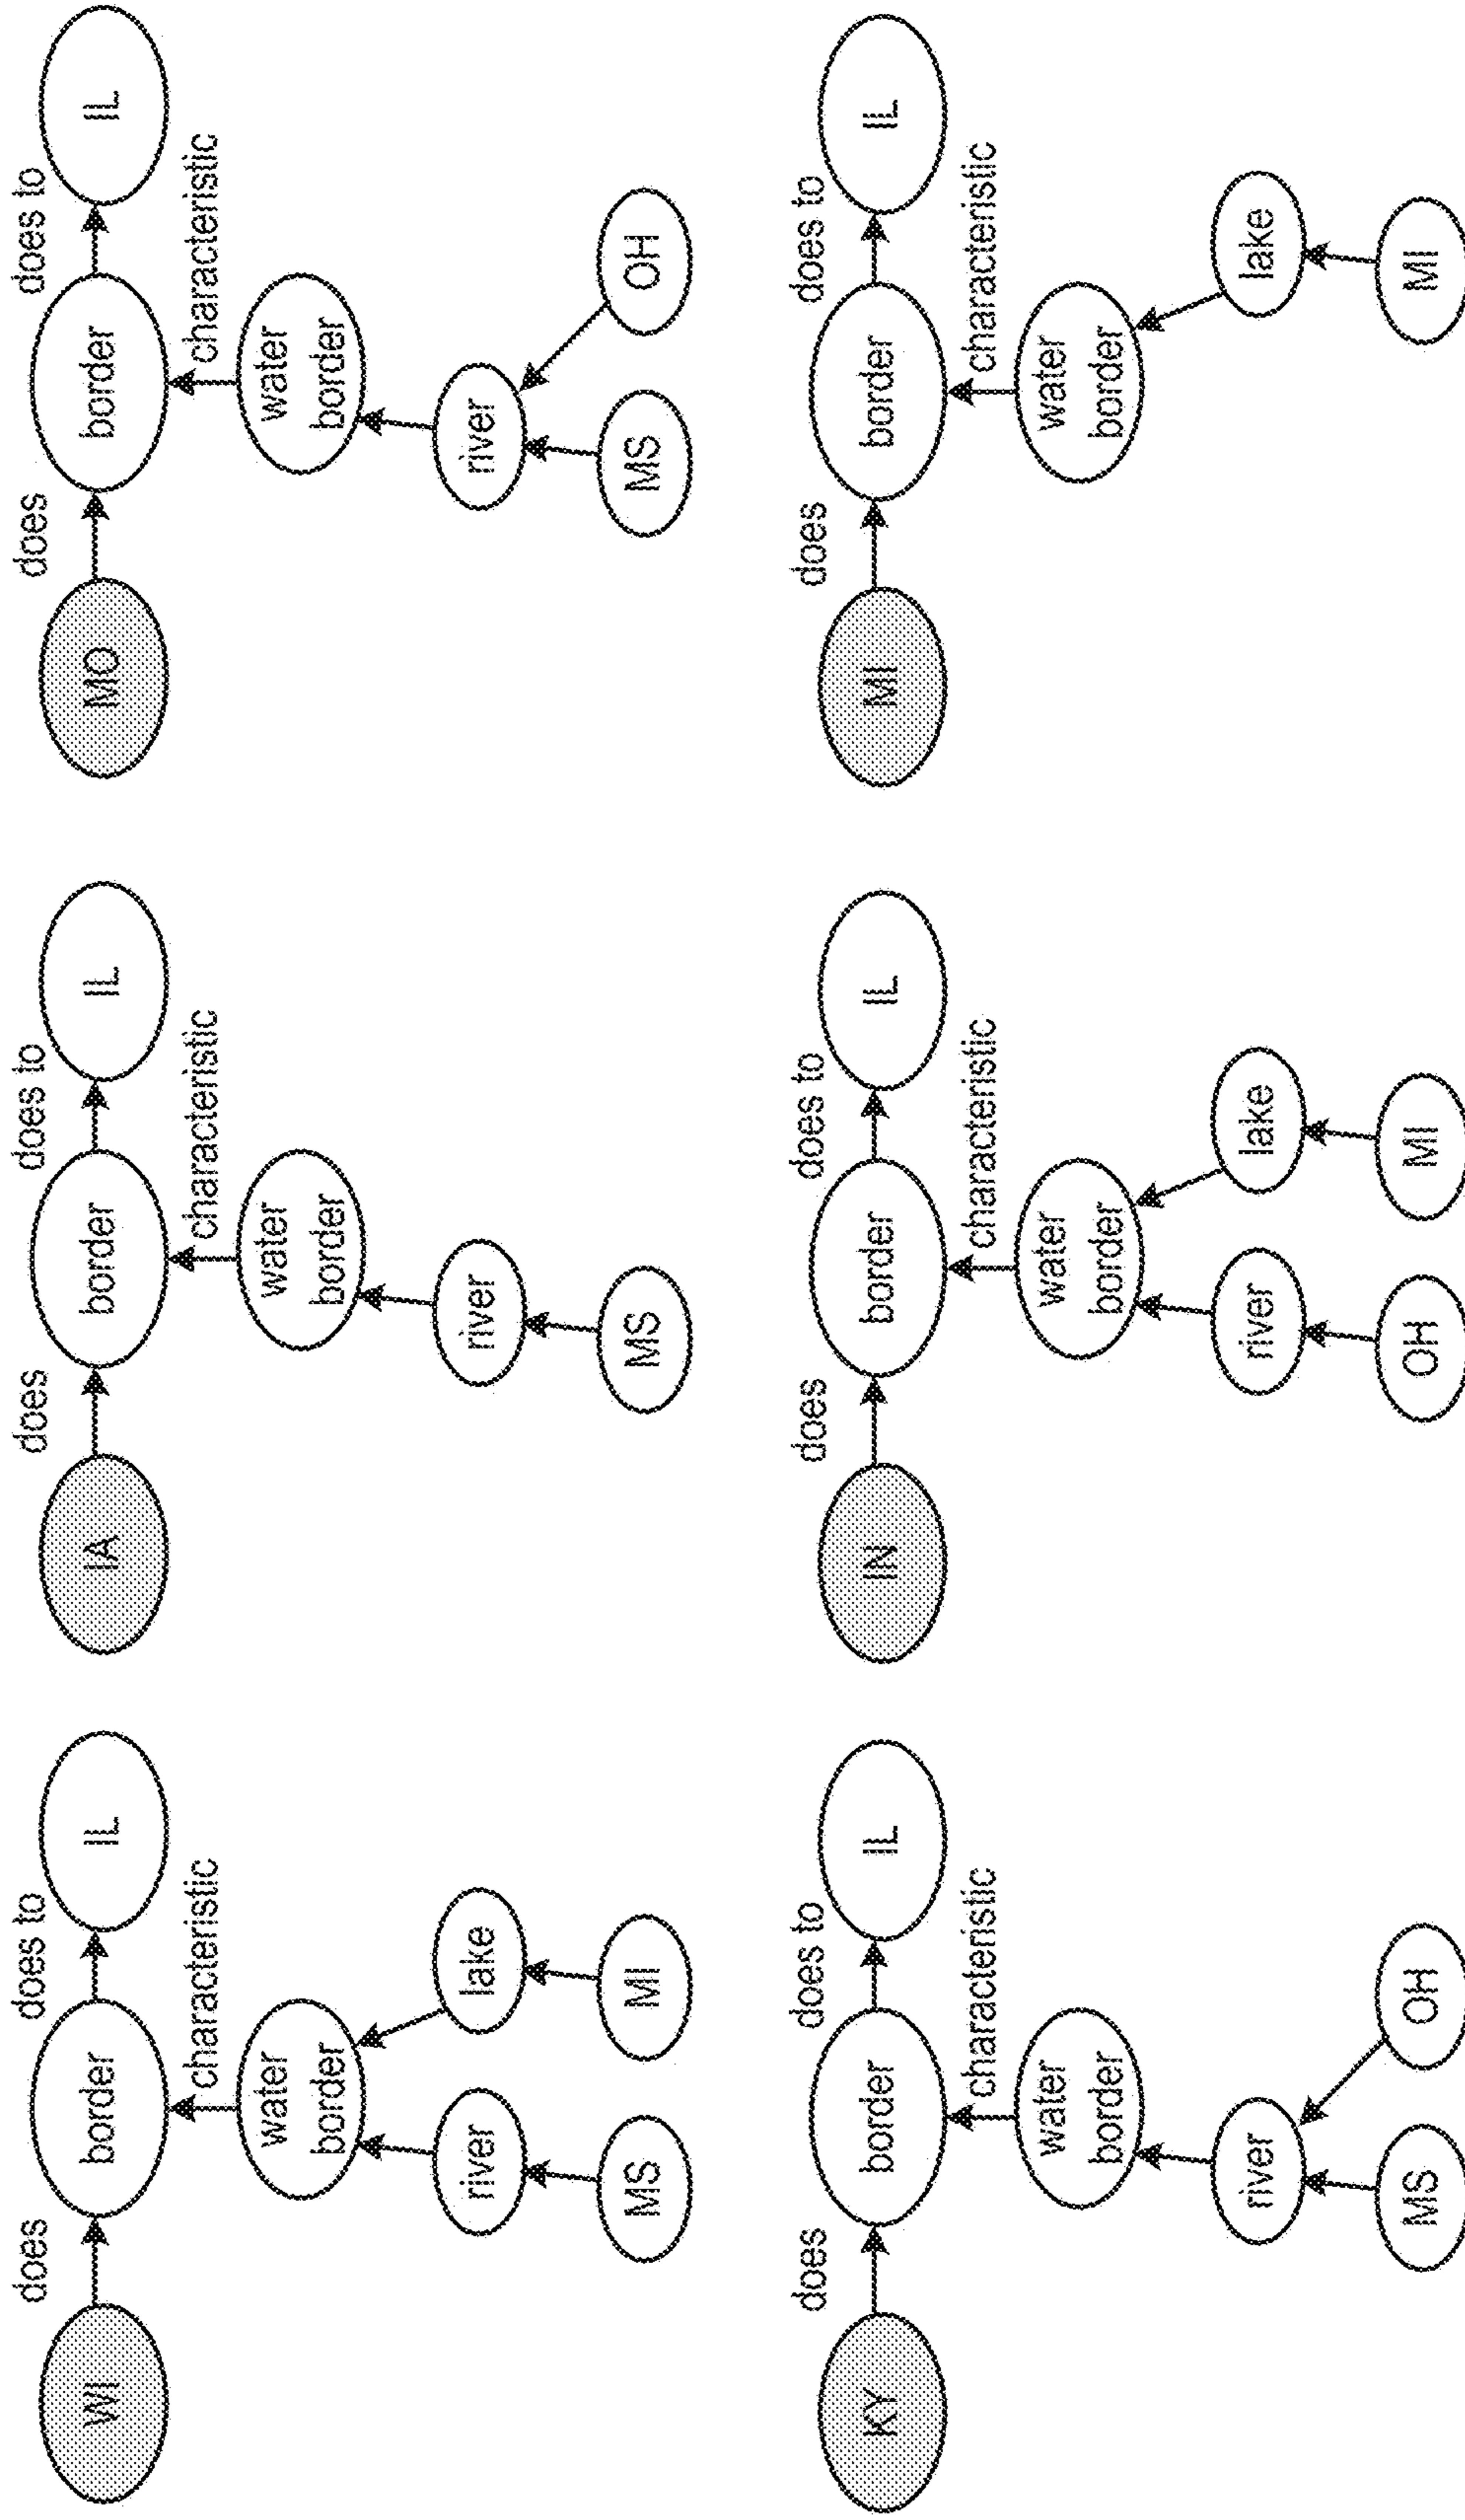 does
does to
WI
border
IL
characteristic
water
border
river
lake
MS
MI
does
does to
IA
border
IL
characteristic
water
border
river
MS
does
does to
MO
border
IL
characteristic
water
border
river
MS
OH
does
does to
KY
border
IL
characteristic
water
border
river
MS
OH
does
does to
IN
border
IL
characteristic
water
border
river
lake
OH
MI
does
does to
MI
border
IL
characteristic
water
border
lake
MI